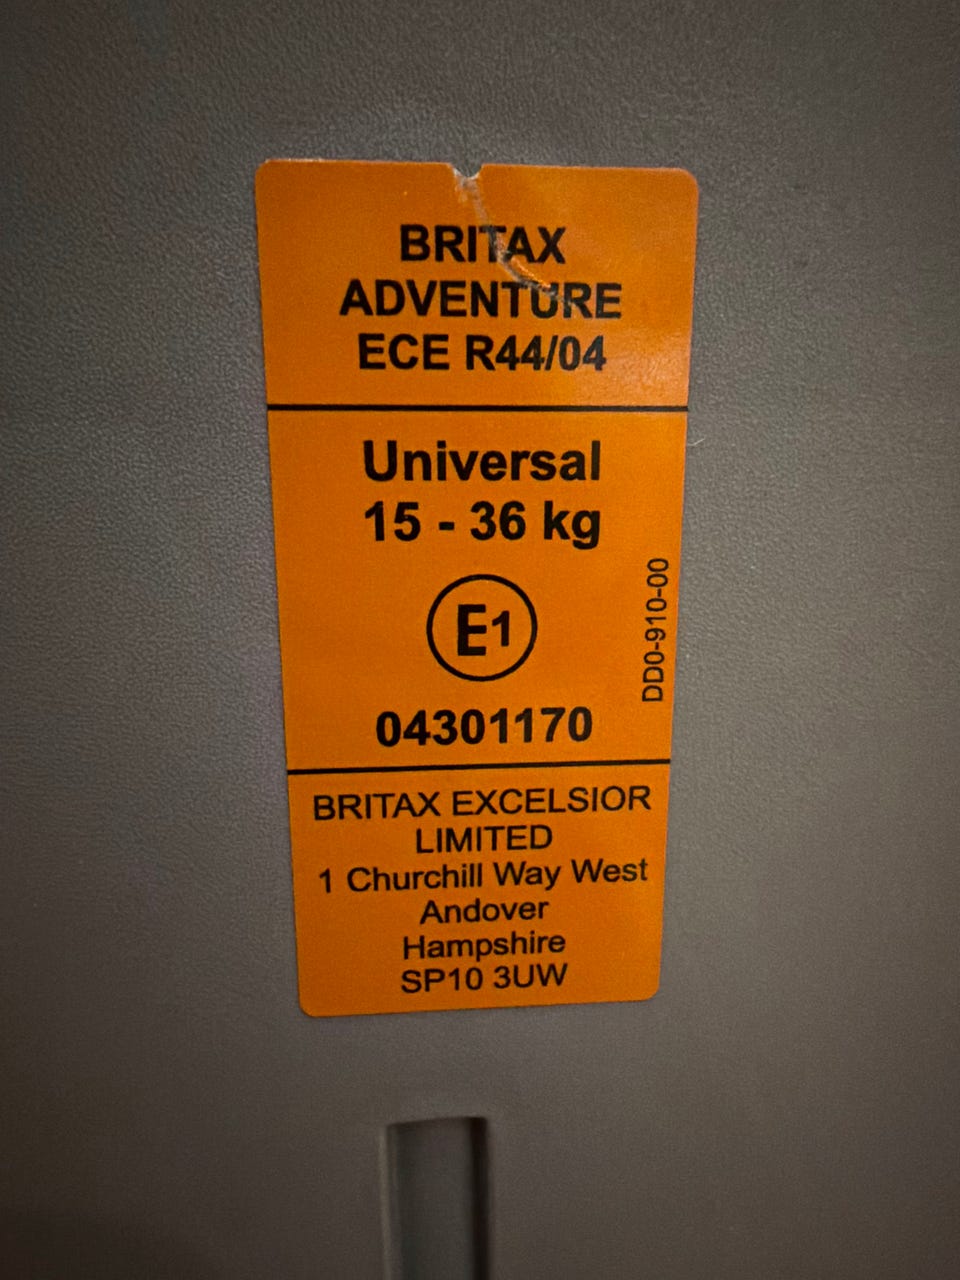 BRITAX
ADVENTURE
ECE R44/04
Universal
15 - 36 kg
E1
04301170
DD0-910-00
BRITAX EXCELSIOR
LIMITED
1 Churchill Way West
Andover
Hampshire
SP10 3UW